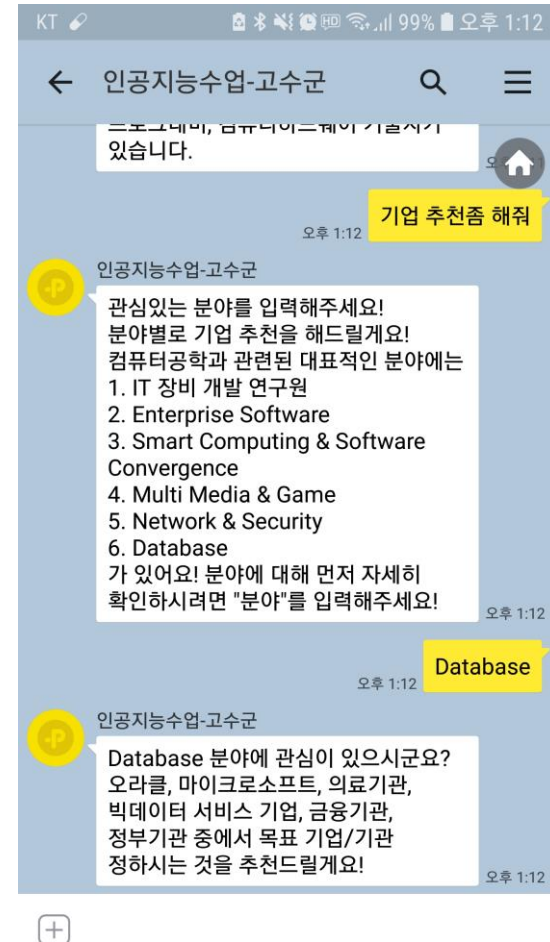 KT HD 99% 오후 1:12
인공지능수업-고수군
있습니다.
기업 추천좀 해줘
오후 1:12
인공지능수업-고수군
관심있는 분야를 입력해주세요!
분야별로 기업 추천을 해드릴게요!
컴퓨터공학과 관련된 대표적인 분야에는
1. IT 장비 개발 연구원
2. Enterprise Software
3. Smart Computing & Software
Convergence
4. Multi Media & Game
5. Network & Security
6. Database
가 있어요! 분야에 대해 먼저 자세히
확인하시려면 "분야"를 입력해주세요!
오후 1:12
Database
오후 1:12
인공지능수업-고수군
Database 분야에 관심이 있으시군요?
오라클, 마이크로소프트, 의료기관,
빅데이터 서비스 기업, 금융기관,
정부기관 중에서 목표 기업/기관
정하시는 것을 추천드릴게요!
오후 1:12